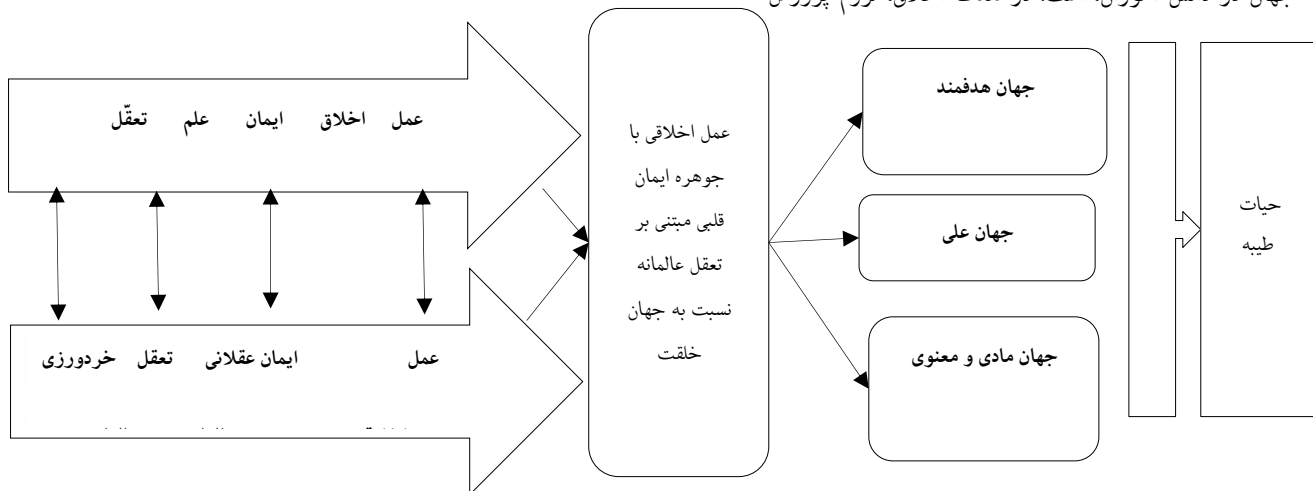 تعقّل علم ایمان اخلاق عمل
خردورزی تعقل ایمان عقلانی عمل
عمل اخلاقی با
جوهره ایمان
قلبی مبتنی بر
تعقل عالمانه
نسبت به جهان
خلقت
جهان هدفمند
جهان علی
جهان مادی و معنوی
حیات
طیبه